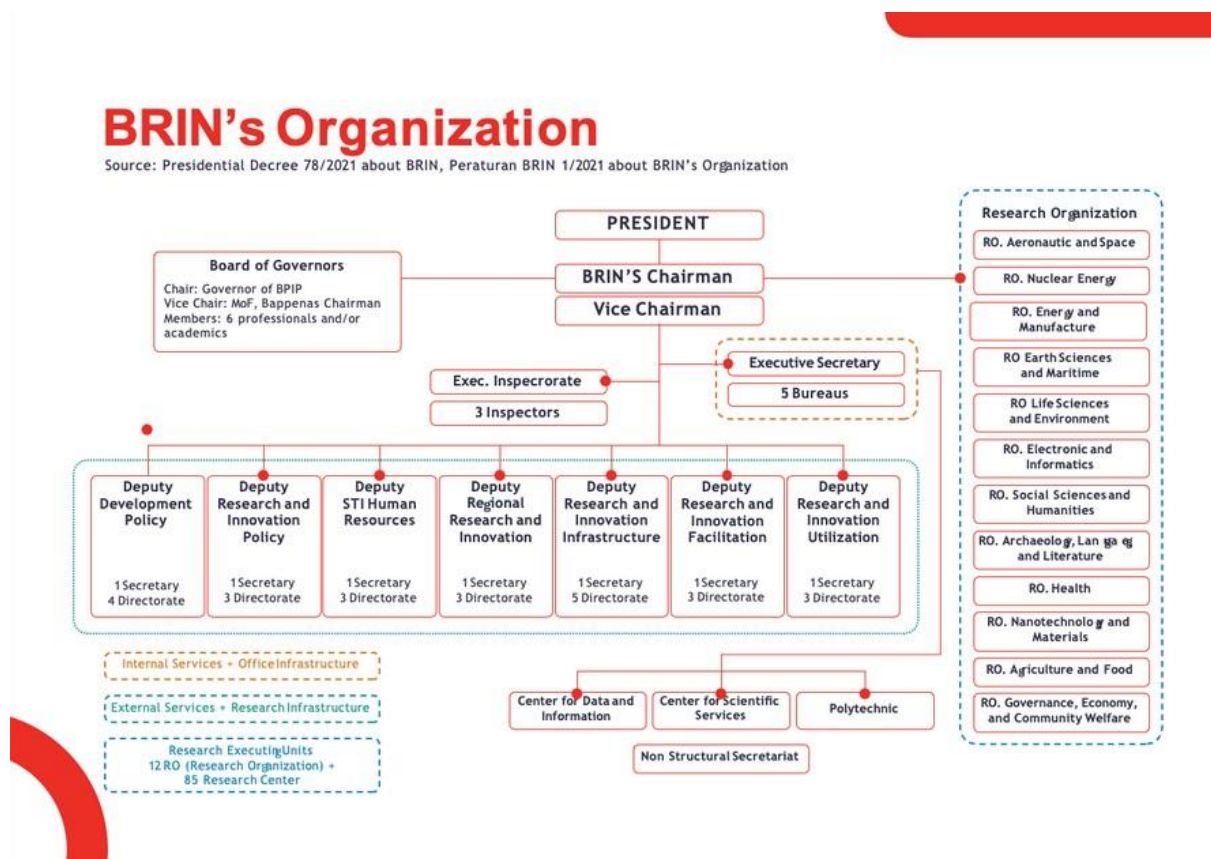 BRIN's Organization
Source: Presidential Decree 78/2021 about BRIN, Peraturan BRIN 1/2021 about BRIN's Organization
PRESIDENT
BRIN'S Chairman
Vice Chairman
Board of Governors
Chair: Governor of BPIP
Vice Chair: MoF, Bappenas Chairman
Members: 6 professionals and/or
academics
Executive Secretary
5 Bureaus
Exec. Inspecrorate
3 Inspectors
Deputy
Development
Policy
1 Secretary
4 Directorate
Deputy
Research and
Innovation
Policy
1 Secretary
3 Directorate
Deputy
STI Human
Resources
1 Secretary
3 Directorate
Deputy
Regional
Research and
Innovation
1 Secretary
3 Directorate
Deputy
Research and
Innovation
Infrastructure
1 Secretary
5 Directorate
Deputy
Research and
Innovation
Facilitation
1 Secretary
3 Directorate
Deputy
Research and
Innovation
Utilization
1 Secretary
3 Directorate
Internal Services + Office Infrastructure
External Services + Research Infrastructure
Research Executing Units
12 RO (Research Organization) +
85 Research Center
Center for Data and
Information
Center for Scientific
Services
Polytechnic
Non Structural Secretariat
Research Organization
RO. Aeronautic and Space
RO. Nuclear Energy
RO. Energy and
Manufacture
RO Earth Sciences
and Maritime
RO Life Sciences
and Environment
RO. Electronic and
Informatics
RO. Social Sciences and
Humanities
RO. Archaeology,
and Literature
RO. Health
RO. Nanotechnology and
Materials
RO. Agriculture and Food
RO. Governance, Economy,
and Community Welfare